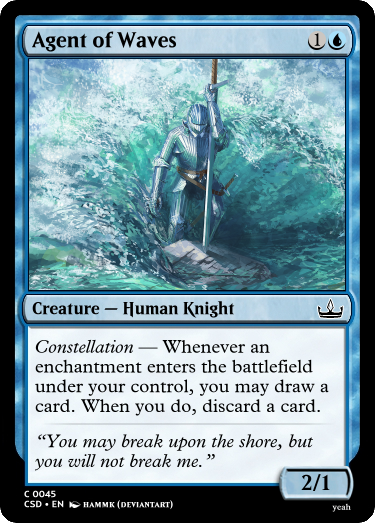 Agent of Waves 1
Creature — Human Knight
Constellation — Whenever an
enchantment enters the battlefield
under your control, you may draw a
card. When you do, discard a card.
“You may break upon the shore, but
you will not break me.”
2/1
C 0045
CSD • EN HAMMK (DEVIANTART)
yeah